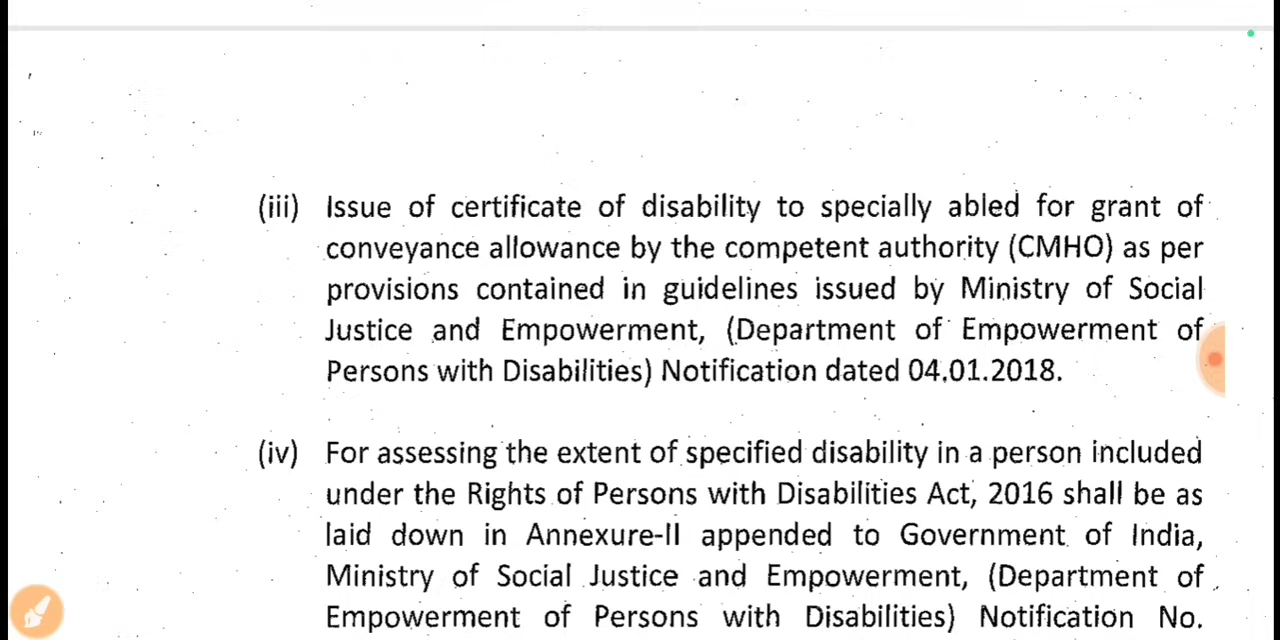 (iii) Issue of certificate of disability to specially abled for grant of
conveyance allowance by the competent authority (CMHO) as per
provisions contained in guidelines issued by Ministry of Social
Justice and Empowerment, (Department of Empowerment of
Persons with Disabilities) Notification dated 04.01.2018.
(iv) For assessing the extent of specified disability in a person included
under the Rights of Persons with Disabilities Act, 2016 shall be as
laid down in Annexure-II appended to Government of India,
Ministry of Social Justice and Empowerment, (Department of
Empowerment of Persons with Disabilities) Notification No.